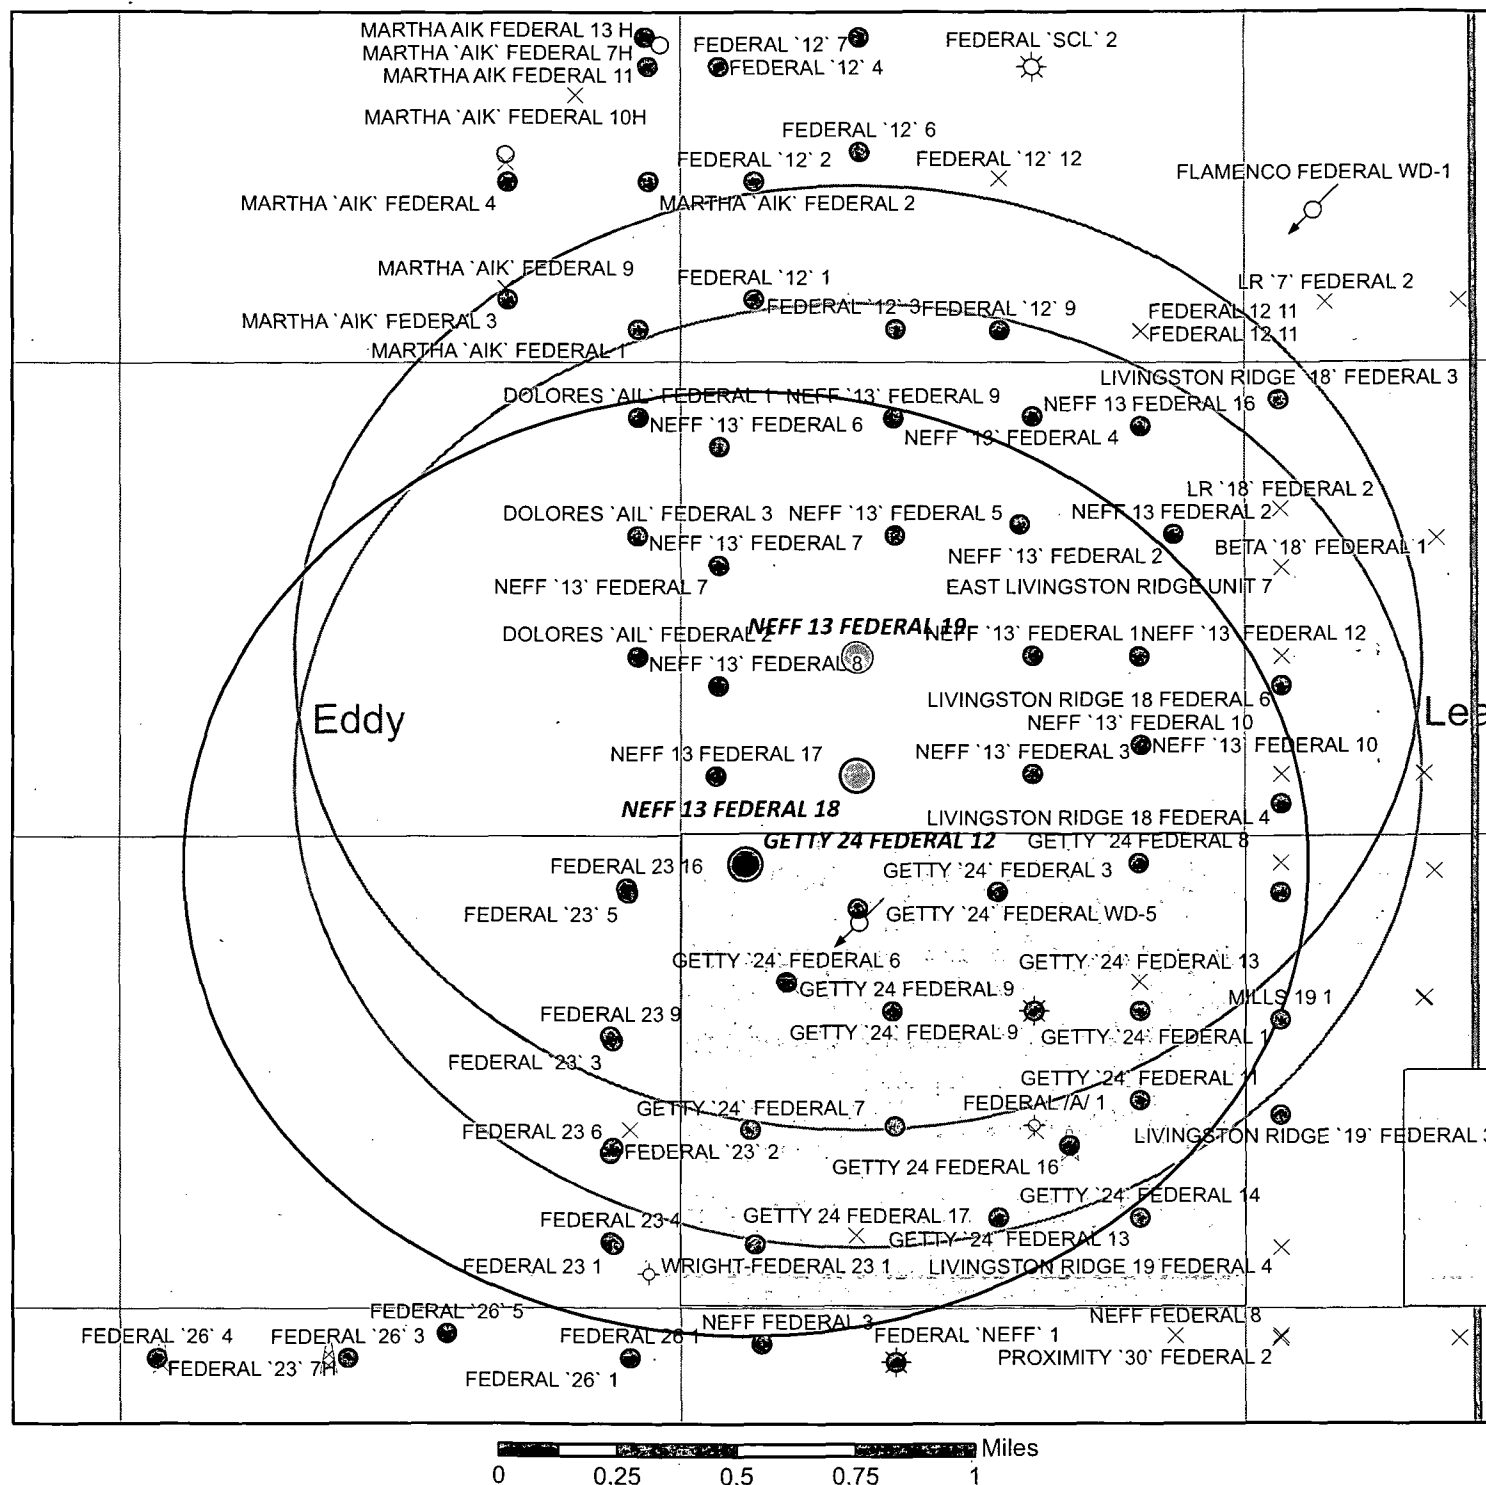 MARTHA AIK FEDERAL 13 H
MARTHA `AIK` FEDERAL 7H
FEDERAL `12` 7
FEDERAL `SCL` 2
MARTHA AIK FEDERAL 11
FEDERAL `12` 4
MARTHA `AIK` FEDERAL 10H
FEDERAL `12` 6
FEDERAL `12` 2
FEDERAL `12` 12
FLAMENCO FEDERAL WD-1
MARTHA `AIK` FEDERAL 4
MARTHA `AIK` FEDERAL 2
MARTHA `AIK` FEDERAL 9
FEDERAL `12` 1
LR `7` FEDERAL 2
MARTHA `AIK` FEDERAL 3
FEDERAL `12` 3
FEDERAL `12` 9
FEDERAL 12 11
FEDERAL 12 11
MARTHA `AIK` FEDERAL 1
LIVINGSTON RIDGE `18` FEDERAL 3
DOLORES `AIL` FEDERAL 1
NEFF `13` FEDERAL 9
NEFF 13 FEDERAL 16
NEFF `13` FEDERAL 6
NEFF `13` FEDERAL 4
LR `18` FEDERAL 2
DOLORES `AIL` FEDERAL 3
NEFF `13` FEDERAL 5
NEFF 13 FEDERAL 2
NEFF `13` FEDERAL 7
NEFF `13` FEDERAL 2
BETA `18` FEDERAL 1
NEFF `13` FEDERAL 7
EAST LIVINGSTON RIDGE UNIT 7
NEFF 13 FEDERAL 19
DOLORES `AIL` FEDERAL 2
NEFF `13` FEDERAL 1
NEFF `13` FEDERAL 12
NEFF `13` FEDERAL 8
LIVINGSTON RIDGE 18 FEDERAL 6
Eddy
Lea
NEFF `13` FEDERAL 10
NEFF `13` FEDERAL 10
NEFF 13 FEDERAL 17
NEFF `13` FEDERAL 3
NEFF 13 FEDERAL 18
LIVINGSTON RIDGE 18 FEDERAL 4
GETTY 24 FEDERAL 12
GETTY `24 FEDERAL 8
FEDERAL 23 16
GETTY `24` FEDERAL 3
FEDERAL `23` 5
GETTY `24` FEDERAL WD-5
GETTY `24` FEDERAL 6
GETTY `24` FEDERAL 13
GETTY 24 FEDERAL 9
MILLS 19 1
FEDERAL 23 9
GETTY `24` FEDERAL 9
GETTY `24` FEDERAL 1
FEDERAL `23` 3
GETTY `24` FEDERAL 11
GETTY `24` FEDERAL 7
FEDERAL /A/ 1
FEDERAL 23 6
FEDERAL `23` 2
LIVINGSTON RIDGE `19` FEDERAL 3
GETTY 24 FEDERAL 16
GETTY `24` FEDERAL 14
FEDERAL 23 4
GETTY 24 FEDERAL 17
GETTY `24` FEDERAL 13
FEDERAL 23 1
WRIGHT-FEDERAL 23 1
LIVINGSTON RIDGE 19 FEDERAL 4
FEDERAL `26` 5
NEFF FEDERAL 3
NEFF FEDERAL 8
FEDERAL `26` 4
FEDERAL `26` 3
FEDERAL 26 1
FEDERAL `NEFF` 1
FEDERAL `23` 7H
PROXIMITY `30` FEDERAL 2
FEDERAL `26` 1
Miles
0 0.25 0.5 0.75 1